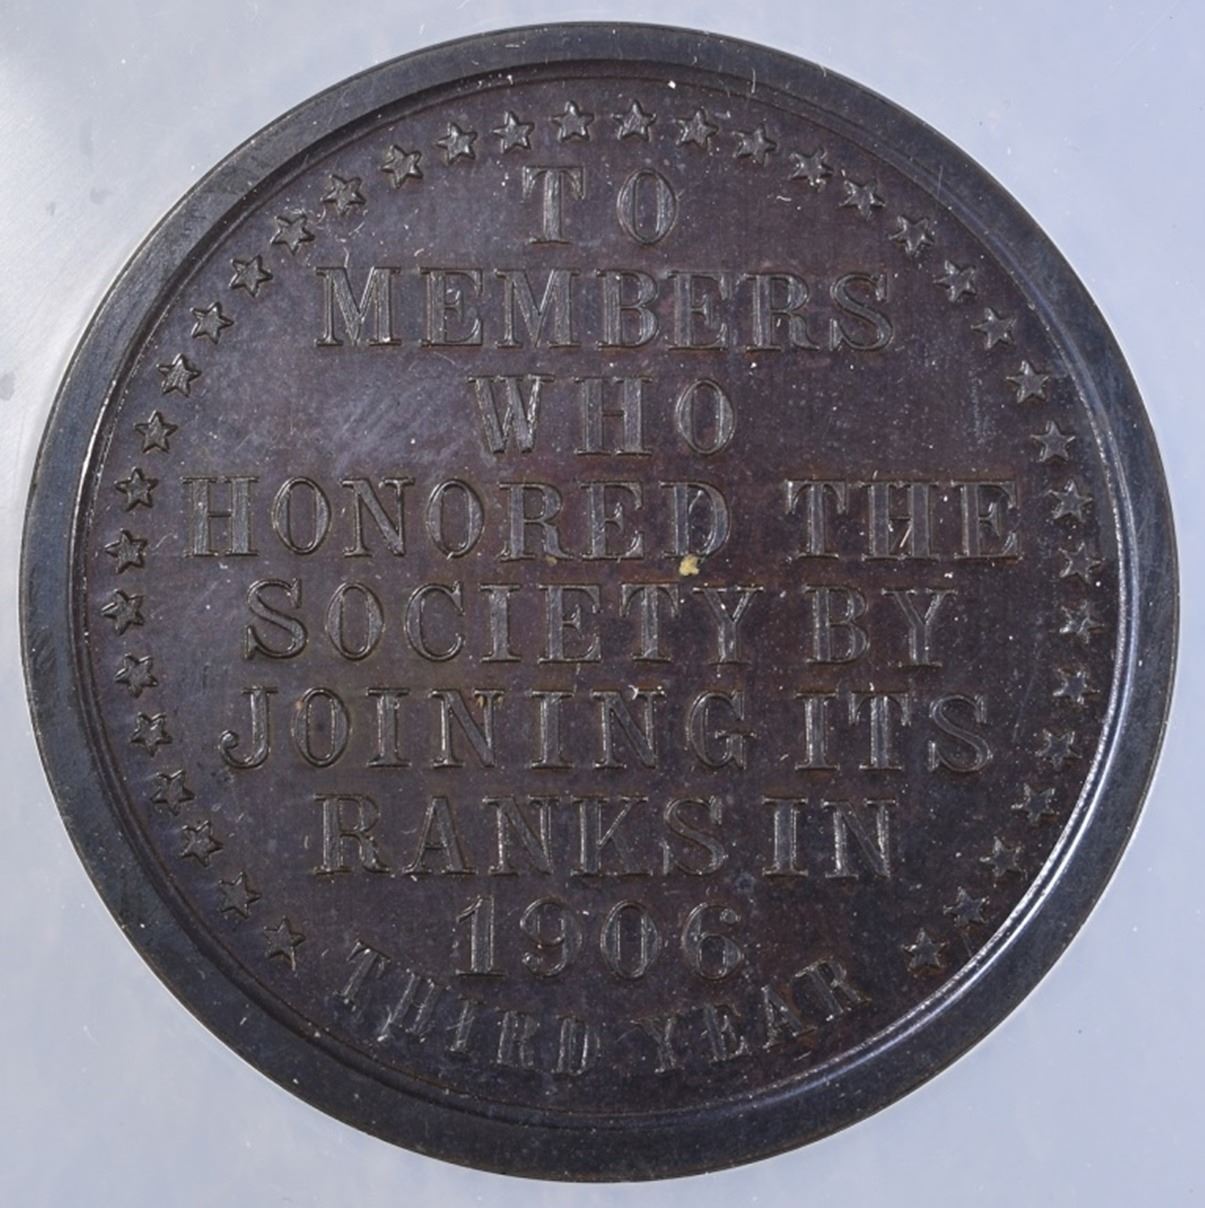 TO
MEMBERS
WHO
HONORED THE
SOCIETY BY
JOINING ITS
RANKS IN
1906
THIRD YEAR